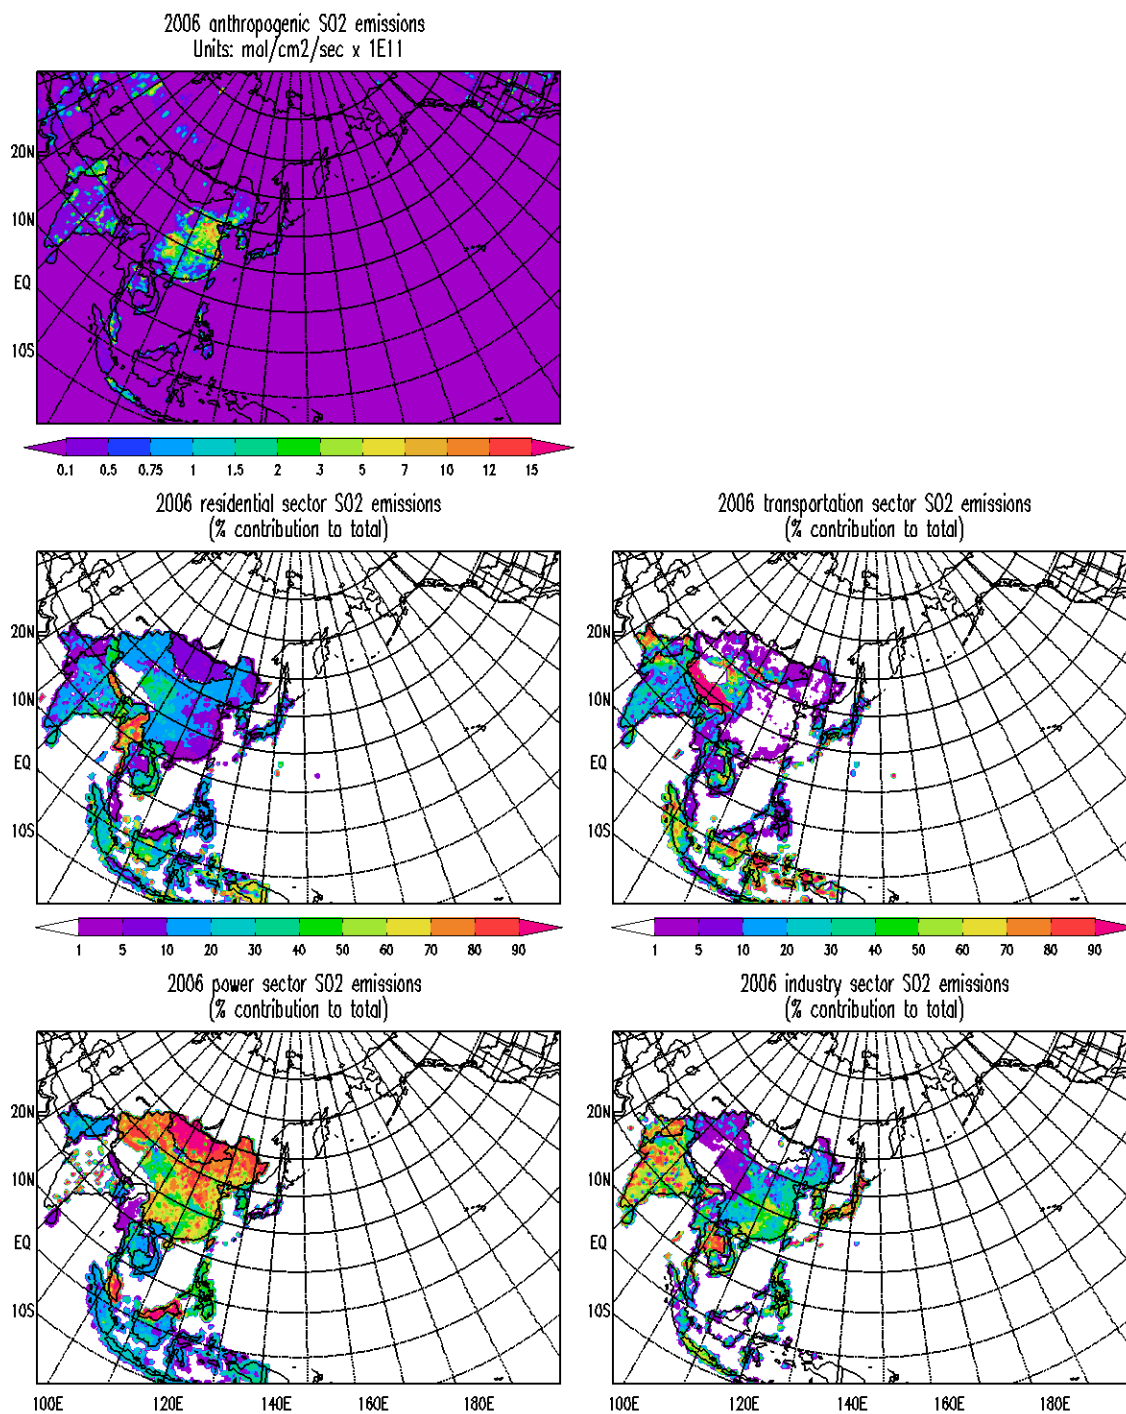 2006 anthropogenic SO2 emissions
Units: mol/cm2/sec x 1E11
20N
10N
EQ
10S
0.1 0.5 0.75 1 1.5 2 3 5 7 10 12 15
2006 residential sector SO2 emissions
(% contribution to total)
20N
10N
EQ
10S
1 5 10 20 30 40 50 60 70 80 90
2006 transportation sector SO2 emissions
(% contribution to total)
20N
10N
EQ
10S
1 5 10 20 30 40 50 60 70 80 90
2006 power sector SO2 emissions
(% contribution to total)
20N
10N
EQ
10S
100E 120E 140E 160E 180E
2006 industry sector SO2 emissions
(% contribution to total)
20N
10N
EQ
10S
100E 120E 140E 160E 180E